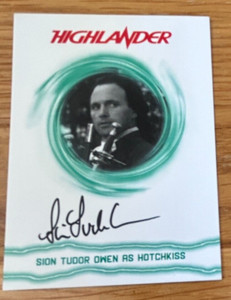 HIGHLANDER
SION TUDOR OWEN AS HOTCHKISS